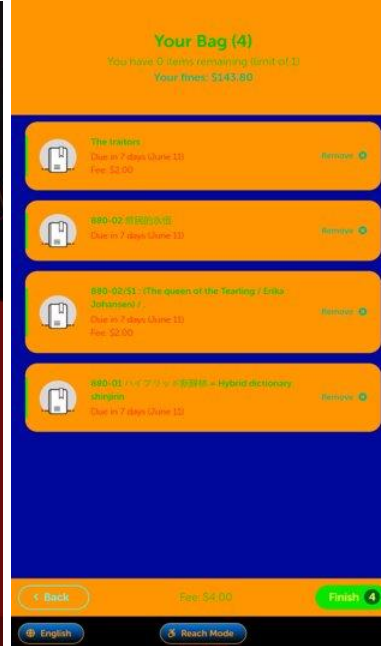 Your Bag (4)
You have 0 items remaining (limit of 1)
Your fines: $143.80
The traitors
Due in 7 days (June 11)
Fee: $2.00
Remove
880-02
Due in 7 days (June 11)
Remove
880-02/$1 : (The queen of the Tearling / Erika
Johansen) / .
Due in 7 days (June 11)
Fee: $2.00
Remove
880-01 ハイブリッド新辞林 = Hybrid dictionary
shinjirin
Due in 7 days (June 11)
Remove
Back
Fee: $4.00
Finish 4
English
Reach Mode